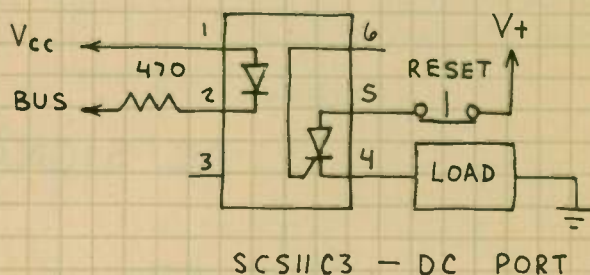 Vcc
1
6
V+
470
RESET
BUS
2
5
3
4
LOAD
SCS11C3 – DC PORT